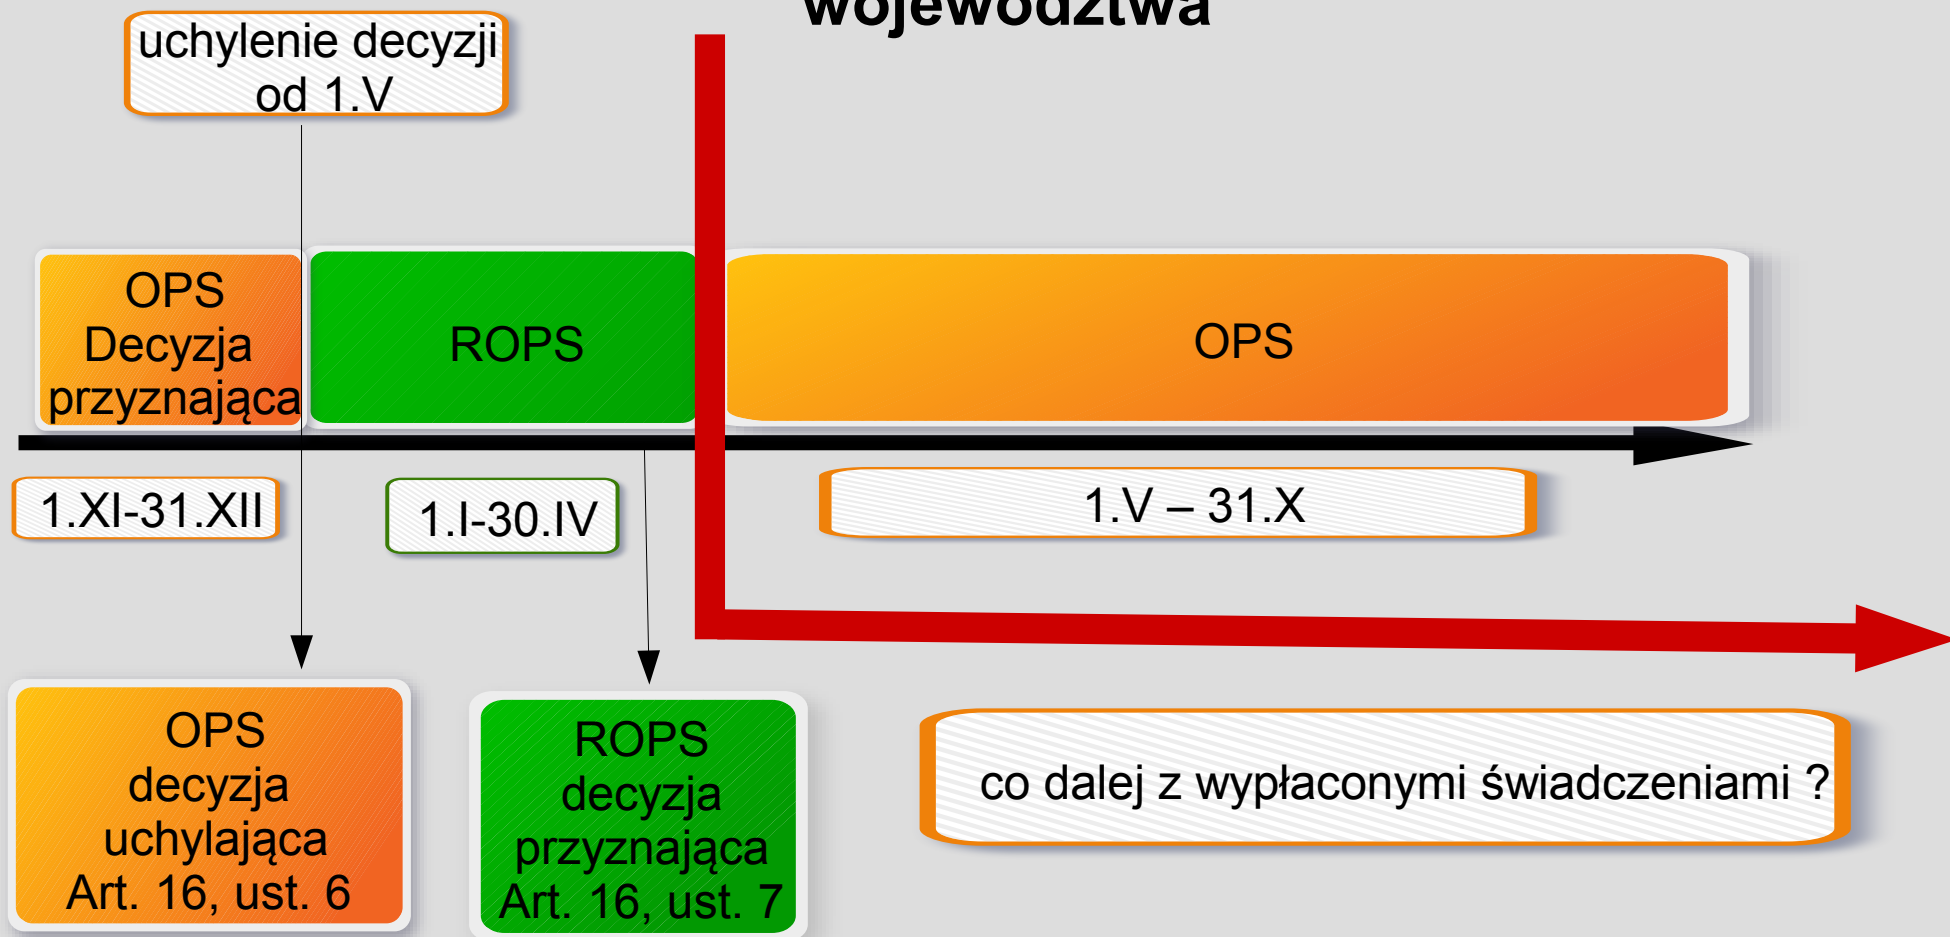 województwa
uchylenie decyzji
od 1.V
OPS
Decyzja
przyznająca
ROPS
OPS
1.XI-31.XII
1.I-30.IV
1.V – 31.X
OPS
decyzja
uchylająca
Art. 16, ust. 6
ROPS
decyzja
przyznająca
Art. 16, ust. 7
co dalej z wypłaconymi świadczeniami ?